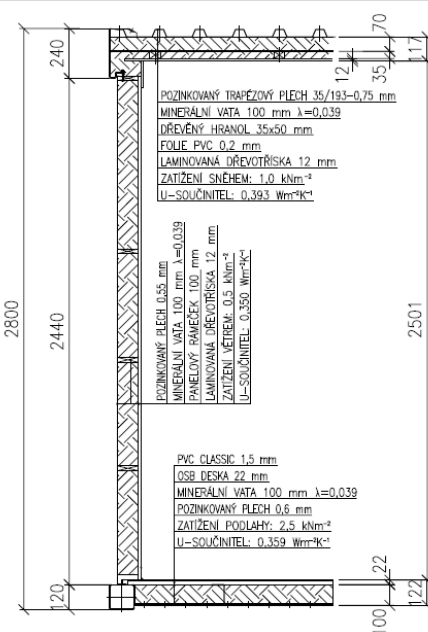 240
70
117
12
35
POZINKOVANÝ TRAPÉZOVÝ PLECH 35/193-0,75 mm
MINERÁLNÍ VATA 100 mm λ=0,039
DŘEVĚNÝ HRANOL 35x50 mm
FOLIE PVC 0,2 mm
LAMINOVANÁ DŘEVOTŘÍSKA 12 mm
ZATÍŽENÍ SNĚHEM: 1,0 kNm⁻²
U-SOUČINITEL: 0,393 Wm⁻²K⁻¹
2800
2440
2501
POZINKOVANÝ PLECH 0,55 mm
MINERÁLNÍ VATA 100 mm λ=0,039
PANELOVÝ RÁMEČEK 100 mm
LAMINOVANÁ DŘEVOTŘÍSKA 12 mm
ZATÍŽENÍ VĚTREM: 0,5 kNm⁻²
U-SOUČINITEL: 0,350 Wm⁻²K⁻¹
PVC CLASSIC 1,5 mm
OSB DESKA 22 mm
MINERÁLNÍ VATA 100 mm λ=0,039
POZINKOVANÝ PLECH 0,6 mm
ZATÍŽENÍ PODLAHY: 2,5 kNm⁻²
U-SOUČINITEL: 0,359 Wm⁻²K⁻¹
120
22
122
100